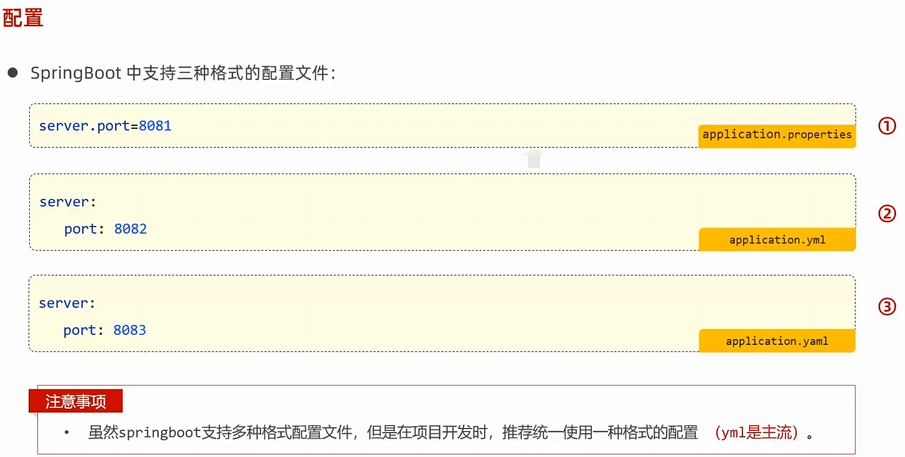 配置
● SpringBoot 中支持三种格式的配置文件：
server.port=8081
application.properties
①
server:
port: 8082
application.yml
②
server:
port: 8083
application.yaml
③
注意事项
• 虽然springboot支持多种格式配置文件，但是在项目开发时，推荐统一使用一种格式的配置 （yml是主流）。